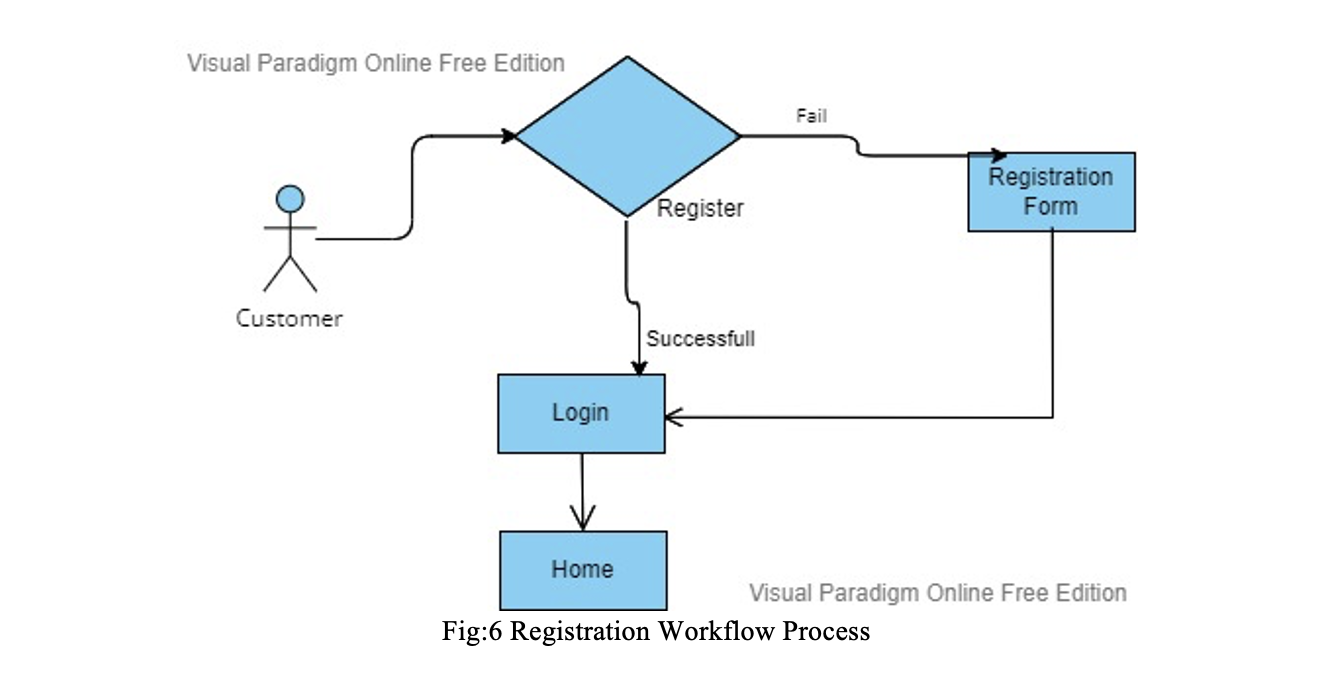 Visual Paradigm Online Free Edition
Fail
Registration
Form
Register
Customer
Successfull
Login
Home
Visual Paradigm Online Free Edition
Fig:6 Registration Workflow Process